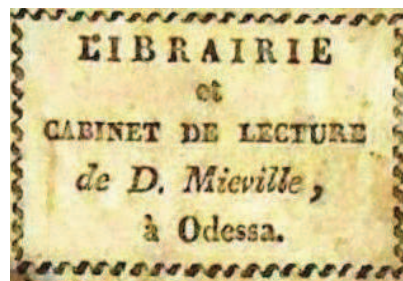 LIBRAIRIE
et
CABINET DE LECTURE
de D. Mieville,
à Odessa.